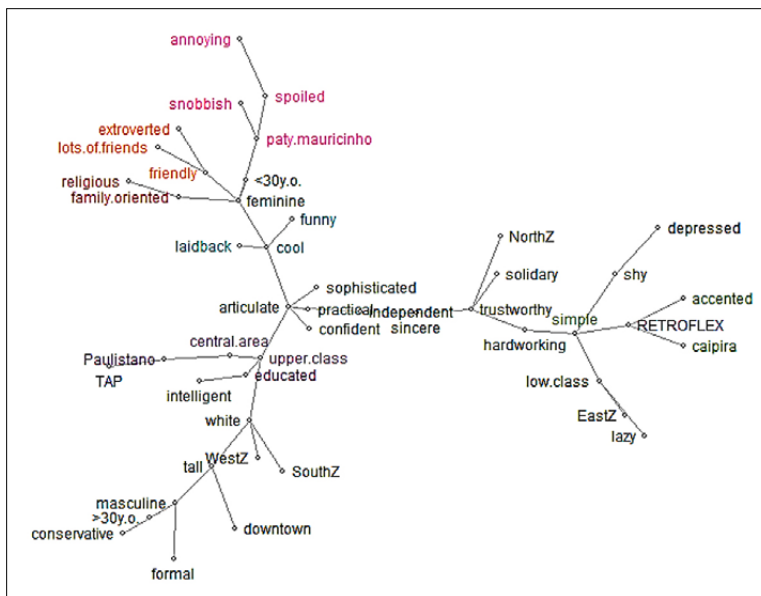 annoying
spoiled
snobbish
extroverted
paty.mauricinho
lots.of.friends
friendly
<30y.o.
religious
family.oriented
feminine
funny
laidback
cool
NorthZ
depressed
solidary
shy
sophisticated
accented
articulate
practical
independent
trustworthy
simple
RETROFLEX
confident
sincere
hardworking
caipira
central.area
Paulistano
upper.class
TAP
educated
intelligent
low.class
white
EastZ
lazy
tall
WestZ
SouthZ
masculine
>30y.o.
conservative
downtown
formal